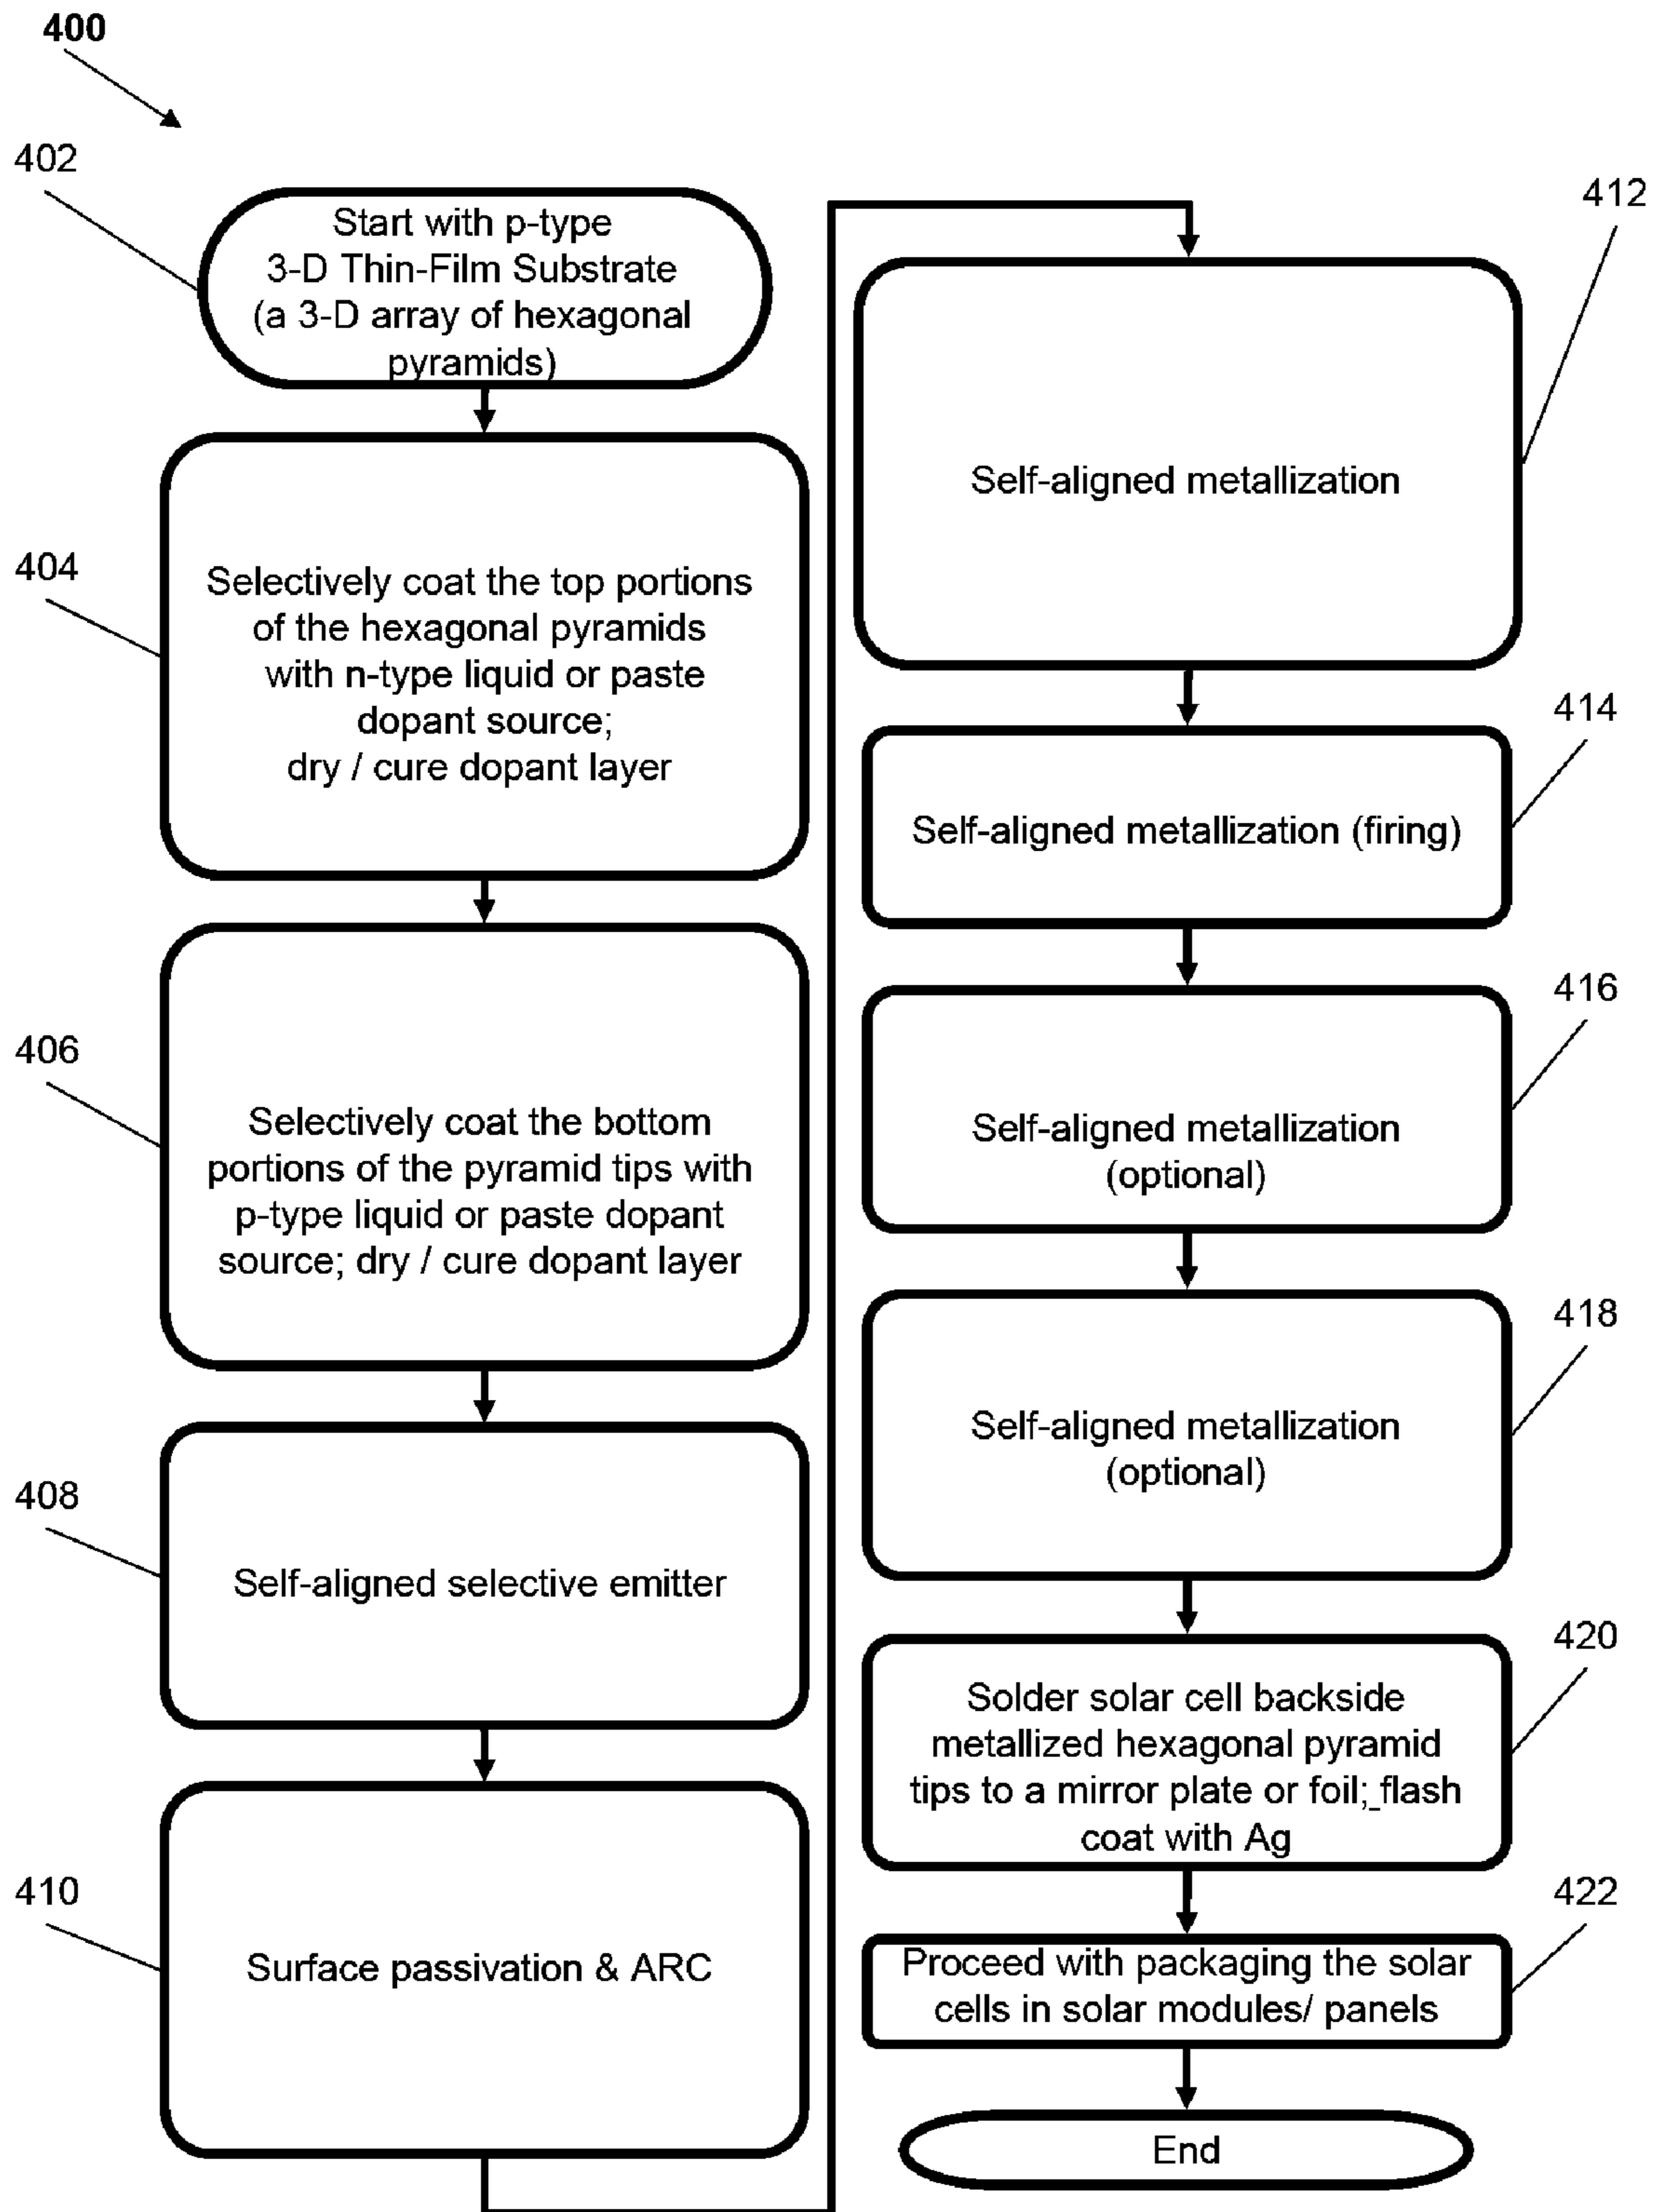 400
402
Start with p-type
3-D Thin-Film Substrate
(a 3-D array of hexagonal
pyramids)
404
Selectively coat the top portions
of the hexagonal pyramids
with n-type liquid or paste
dopant source;
dry / cure dopant layer
406
Selectively coat the bottom
portions of the pyramid tips with
p-type liquid or paste dopant
source; dry / cure dopant layer
408
Self-aligned selective emitter
410
Surface passivation & ARC
412
Self-aligned metallization
414
Self-aligned metallization (firing)
416
Self-aligned metallization
(optional)
418
Self-aligned metallization
(optional)
420
Solder solar cell backside
metallized hexagonal pyramid
tips to a mirror plate or foil; flash
coat with Ag
422
Proceed with packaging the solar
cells in solar modules/ panels
End